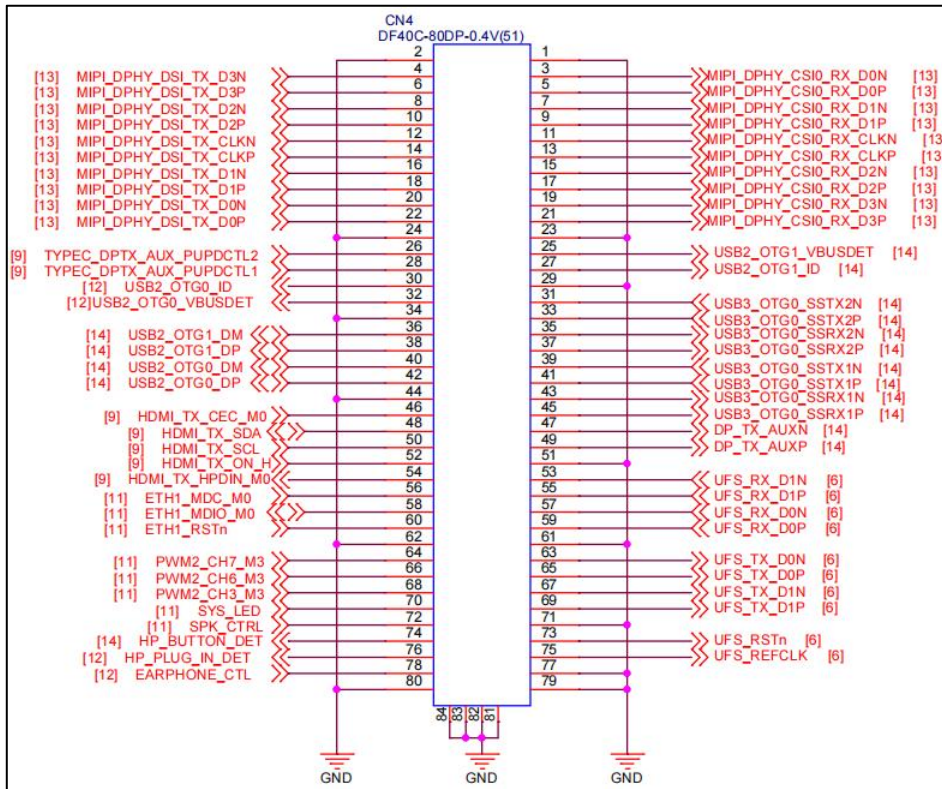 CN4
DF40C-80DP-0.4V(51)
2 1
[13] MIPI_DPHY_DSI_TX_D3N 4 3 MIPI_DPHY_CSI0_RX_D0N [13]
[13] MIPI_DPHY_DSI_TX_D3P 6 5 MIPI_DPHY_CSI0_RX_D0P [13]
[13] MIPI_DPHY_DSI_TX_D2N 8 7 MIPI_DPHY_CSI0_RX_D1N [13]
[13] MIPI_DPHY_DSI_TX_D2P 10 9 MIPI_DPHY_CSI0_RX_D1P [13]
[13] MIPI_DPHY_DSI_TX_CLKN 12 11 MIPI_DPHY_CSI0_RX_CLKN [13
[13] MIPI_DPHY_DSI_TX_CLKP 14 13 MIPI_DPHY_CSI0_RX_CLKP [13
[13] MIPI_DPHY_DSI_TX_D1N 16 15 MIPI_DPHY_CSI0_RX_D2N [13]
[13] MIPI_DPHY_DSI_TX_D1P 18 17 MIPI_DPHY_CSI0_RX_D2P [13]
[13] MIPI_DPHY_DSI_TX_D0N 20 19 MIPI_DPHY_CSI0_RX_D3N [13]
[13] MIPI_DPHY_DSI_TX_D0P 22 21 MIPI_DPHY_CSI0_RX_D3P [13]
24 23
[9] TYPEC_DPTX_AUX_PUPDCTL2 26 25 USB2_OTG1_VBUSDET [14]
[9] TYPEC_DPTX_AUX_PUPDCTL1 28 27 USB2_OTG1_ID [14]
[12] USB2_OTG0_ID 30 29
[12]USB2_OTG0_VBUSDET 32 31 USB3_OTG0_SSTX2N [14]
34 33 USB3_OTG0_SSTX2P [14]
[14] USB2_OTG1_DM 36 35 USB3_OTG0_SSRX2N [14]
[14] USB2_OTG1_DP 38 37 USB3_OTG0_SSRX2P [14]
[14] USB2_OTG0_DM 40 39 USB3_OTG0_SSTX1N [14]
[14] USB2_OTG0_DP 42 41 USB3_OTG0_SSTX1P [14]
44 43 USB3_OTG0_SSRX1N [14]
[9] HDMI_TX_CEC_M0 46 45 USB3_OTG0_SSRX1P [14]
[9] HDMI_TX_SDA 48 47 DP_TX_AUXN [14]
[9] HDMI_TX_SCL 50 49 DP_TX_AUXP [14]
[9] HDMI_TX_ON_H 52 51
[9] HDMI_TX_HPDIN_M0 54 53 UFS_RX_D1N [6]
[11] ETH1_MDC_M0 56 55 UFS_RX_D1P [6]
[11] ETH1_MDIO_M0 58 57 UFS_RX_D0N [6]
[11] ETH1_RSTn 60 59 UFS_RX_D0P [6]
62 61
[11] PWM2_CH7_M3 64 63 UFS_TX_D0N [6]
[11] PWM2_CH6_M3 66 65 UFS_TX_D0P [6]
[11] PWM2_CH3_M3 68 67 UFS_TX_D1N [6]
[11] SYS_LED 70 69 UFS_TX_D1P [6]
[11] SPK_CTRL 72 71
[14] HP_BUTTON_DET 74 73 UFS_RSTn [6]
[12] HP_PLUG_IN_DET 76 75 UFS_REFCLK [6]
[12] EARPHONE_CTL 78 77
80 79
84 83 82 81
GND GND GND